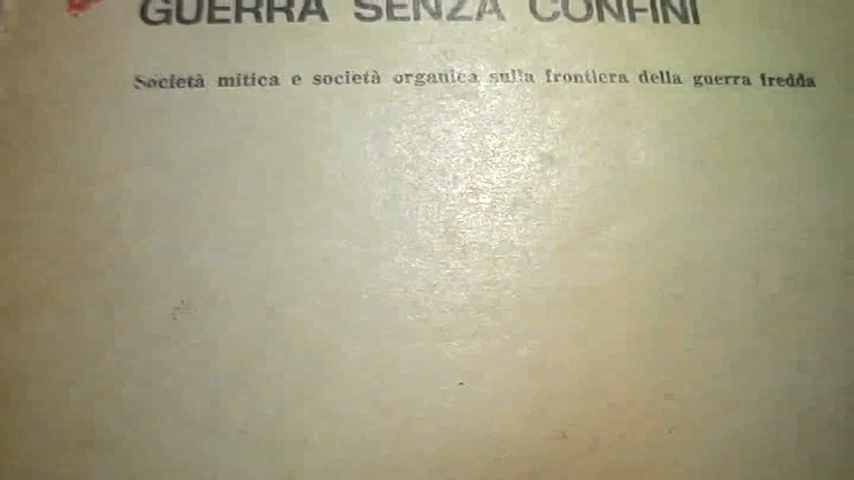 GUERRA SENZA CONFINI
Società mitica e società organica sulla frontiera della guerra fredda